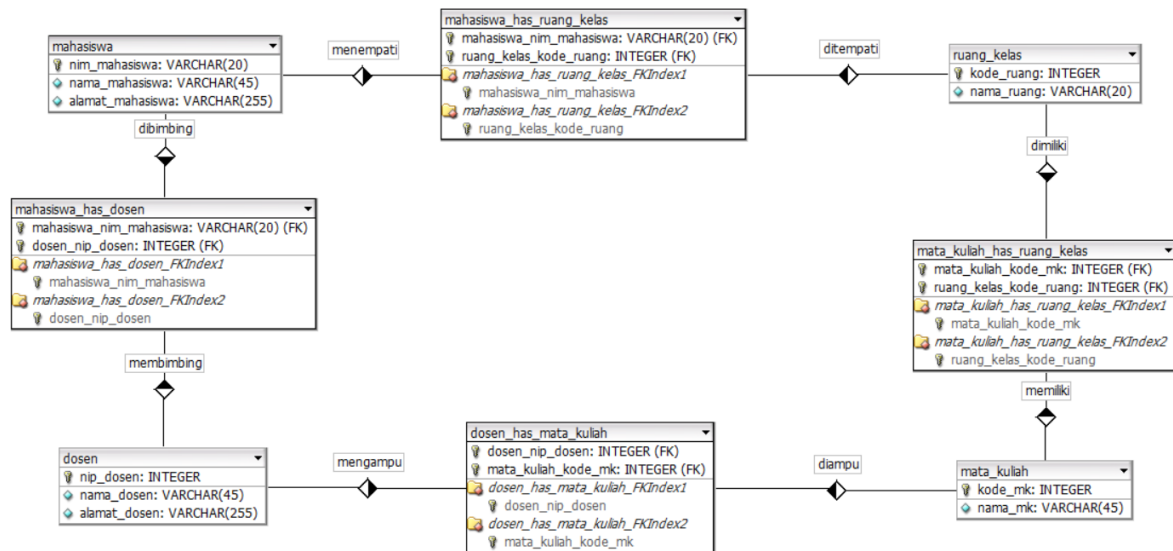 mahasiswa
nim_mahasiswa: VARCHAR(20)
nama_mahasiswa: VARCHAR(45)
alamat_mahasiswa: VARCHAR(255)
menempati
mahasiswa_has_ruang_kelas
mahasiswa_nim_mahasiswa: VARCHAR(20) (FK)
ruang_kelas_kode_ruang: INTEGER (FK)
mahasiswa_has_ruang_kelas_FKIndex1
mahasiswa_nim_mahasiswa
mahasiswa_has_ruang_kelas_FKIndex2
ruang_kelas_kode_ruang
ditempati
ruang_kelas
kode_ruang: INTEGER
nama_ruang: VARCHAR(20)
dibimbing
dimiliki
mahasiswa_has_dosen
mahasiswa_nim_mahasiswa: VARCHAR(20) (FK)
dosen_nip_dosen: INTEGER (FK)
mahasiswa_has_dosen_FKIndex1
mahasiswa_nim_mahasiswa
mahasiswa_has_dosen_FKIndex2
dosen_nip_dosen
mata_kuliah_has_ruang_kelas
mata_kuliah_kode_mk: INTEGER (FK)
ruang_kelas_kode_ruang: INTEGER (FK)
mata_kuliah_has_ruang_kelas_FKIndex1
mata_kuliah_kode_mk
mata_kuliah_has_ruang_kelas_FKIndex2
ruang_kelas_kode_ruang
membimbing
memiliki
dosen
nip_dosen: INTEGER
nama_dosen: VARCHAR(45)
alamat_dosen: VARCHAR(255)
mengampu
dosen_has_mata_kuliah
dosen_nip_dosen: INTEGER (FK)
mata_kuliah_kode_mk: INTEGER (FK)
dosen_has_mata_kuliah_FKIndex1
dosen_nip_dosen
dosen_has_mata_kuliah_FKIndex2
mata_kuliah_kode_mk
diampu
mata_kuliah
kode_mk: INTEGER
nama_mk: VARCHAR(45)